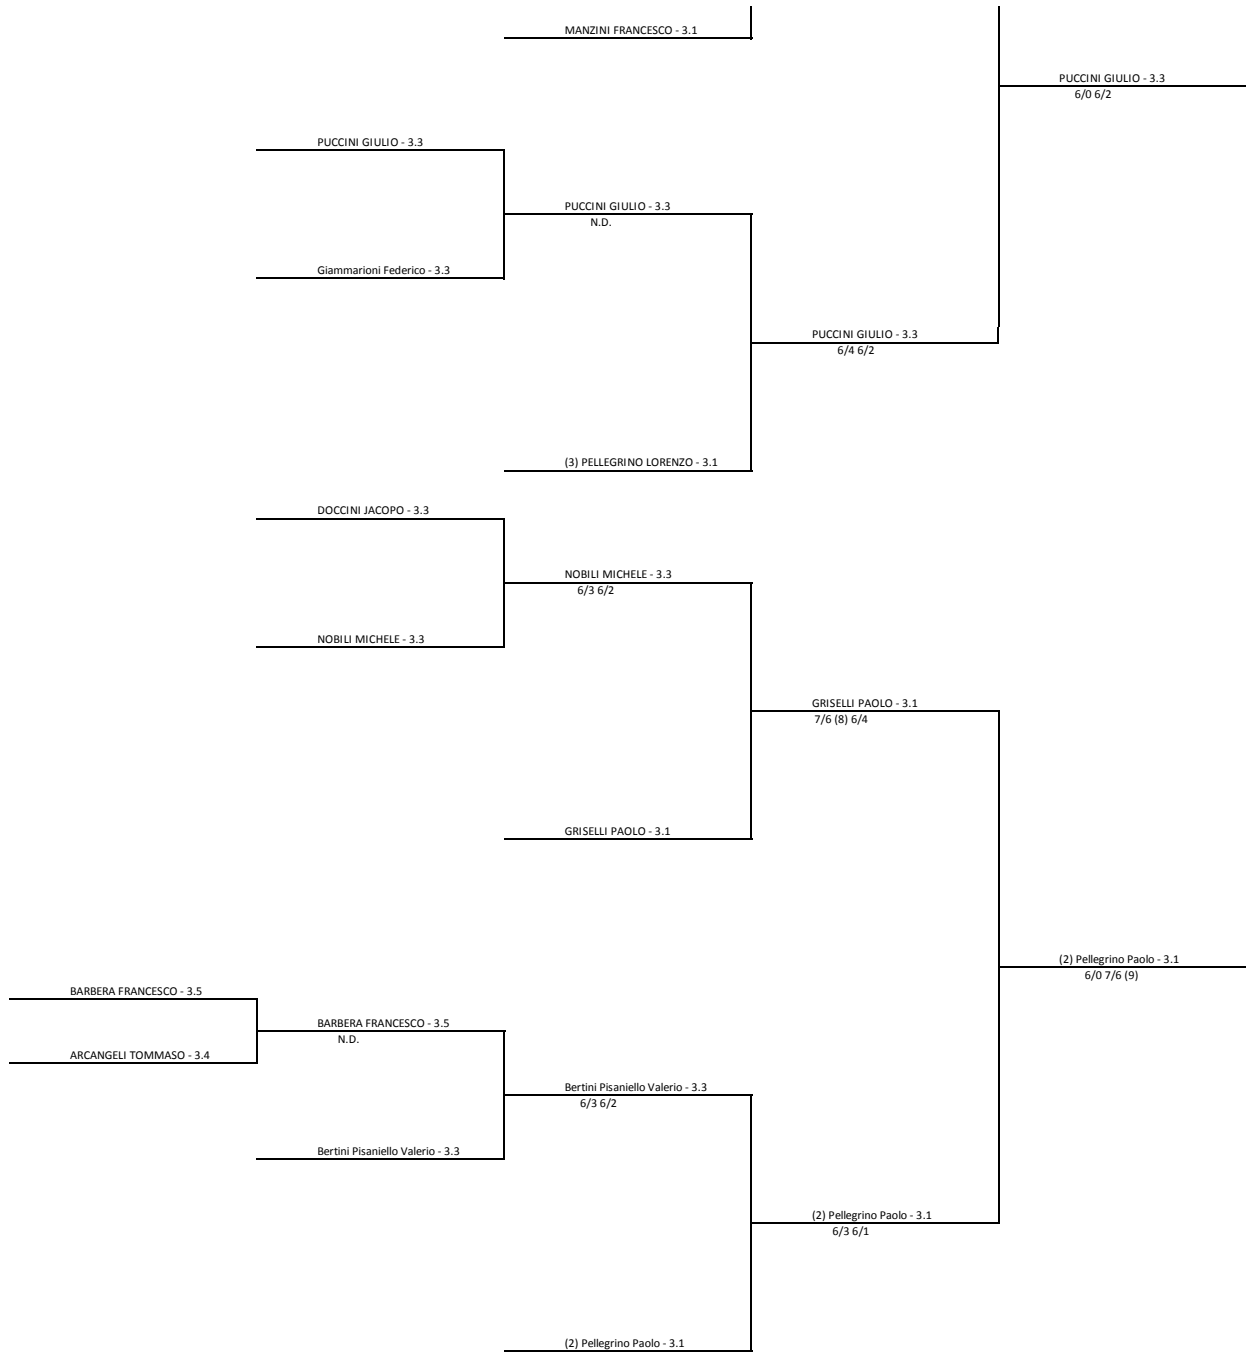 MANZINI FRANCESCO - 3.1
PUCCINI GIULIO - 3.3
6/0 6/2
PUCCINI GIULIO - 3.3
PUCCINI GIULIO - 3.3
N.D.
Giammarioni Federico - 3.3
PUCCINI GIULIO - 3.3
6/4 6/2
(3) PELLEGRINO LORENZO - 3.1
DOCCINI JACOPO - 3.3
NOBILI MICHELE - 3.3
6/3 6/2
NOBILI MICHELE - 3.3
GRISELLI PAOLO - 3.1
7/6 (8) 6/4
GRISELLI PAOLO - 3.1
(2) Pellegrino Paolo - 3.1
6/0 7/6 (9)
BARBERA FRANCESCO - 3.5
BARBERA FRANCESCO - 3.5
N.D.
ARCANGELI TOMMASO - 3.4
Bertini Pisaniello Valerio - 3.3
6/3 6/2
Bertini Pisaniello Valerio - 3.3
(2) Pellegrino Paolo - 3.1
6/3 6/1
(2) Pellegrino Paolo - 3.1